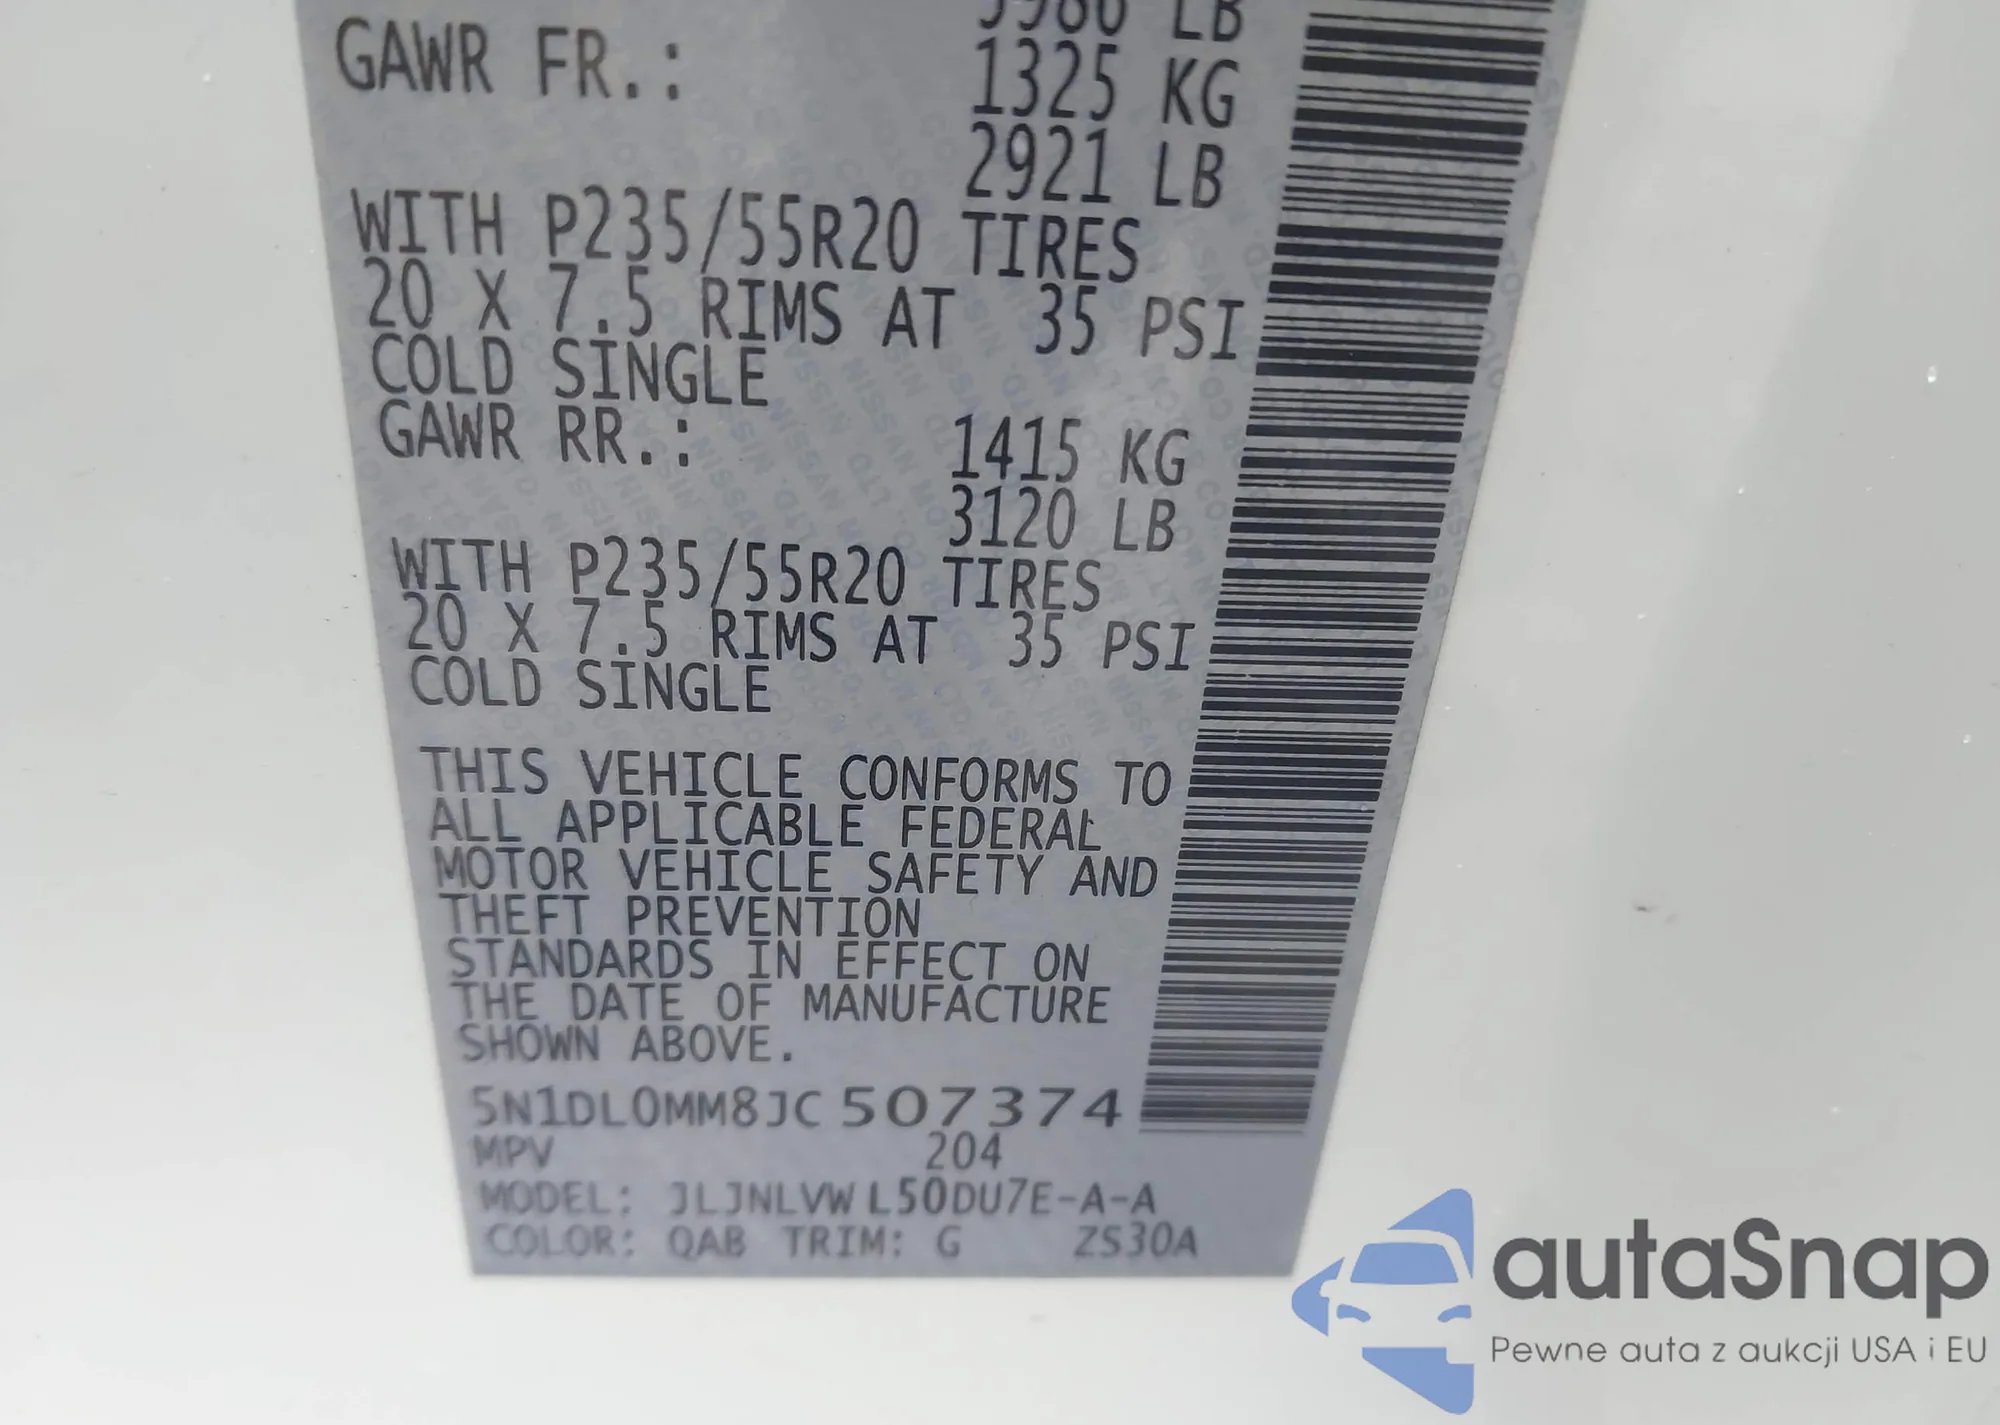 5986 LB
GAWR FR.: 1325 KG
2921 LB
WITH P235/55R20 TIRES
20 X 7.5 RIMS AT 35 PSI
COLD SINGLE
GAWR RR.: 1415 KG
3120 LB
WITH P235/55R20 TIRES
20 X 7.5 RIMS AT 35 PSI
COLD SINGLE
THIS VEHICLE CONFORMS TO
ALL APPLICABLE FEDERAL
MOTOR VEHICLE SAFETY AND
THEFT PREVENTION
STANDARDS IN EFFECT ON
THE DATE OF MANUFACTURE
SHOWN ABOVE.
5N1DL0MM8JC507374
MPV 204
MODEL: JLJNLVWL50DU7E-A-A
COLOR: QAB TRIM: G ZS30A
autaSnap
Pewne auta z aukcji USA i EU